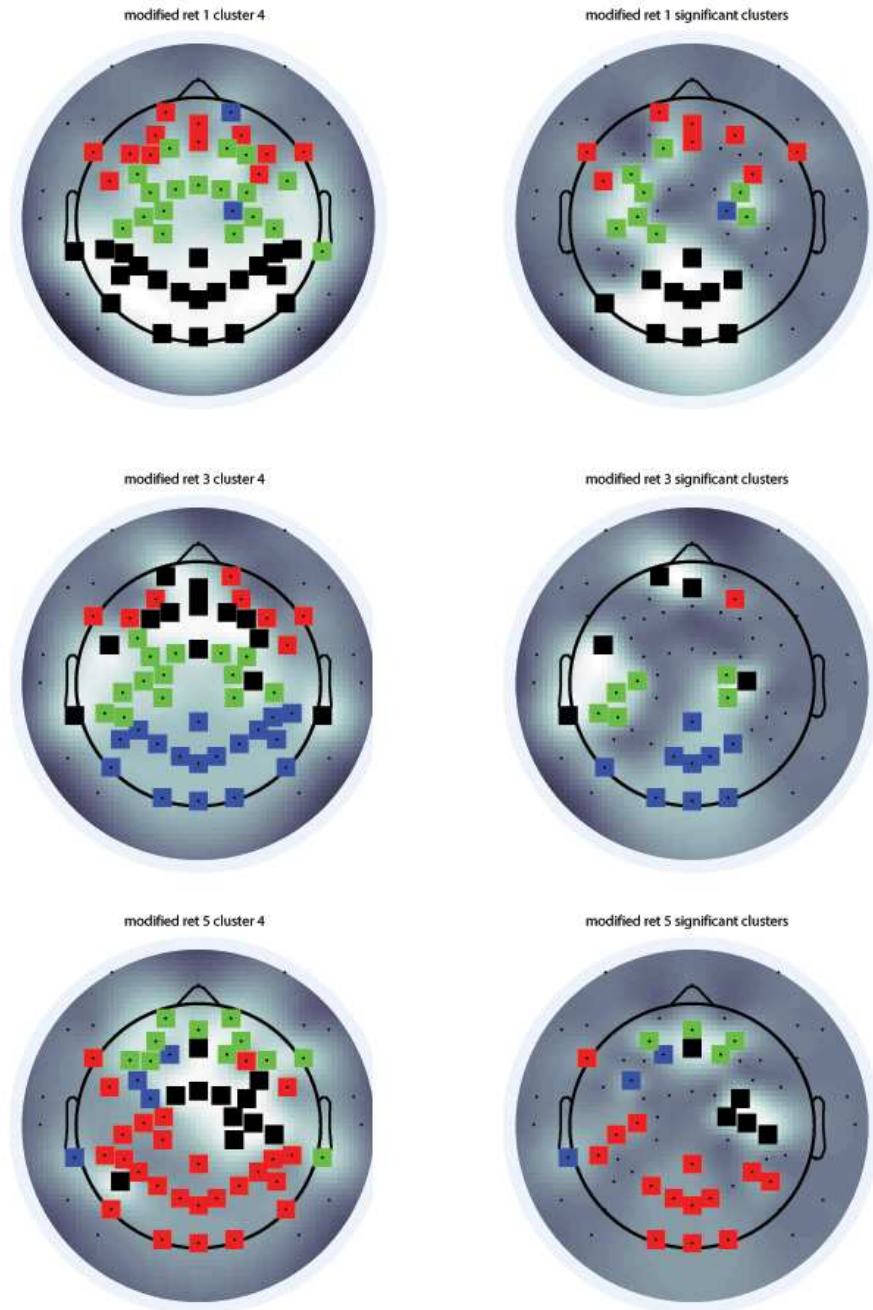 modified ret 1 cluster 4
modified ret 1 significant clusters
modified ret 3 cluster 4
modified ret 3 significant clusters
modified ret 5 cluster 4
modified ret 5 significant clusters